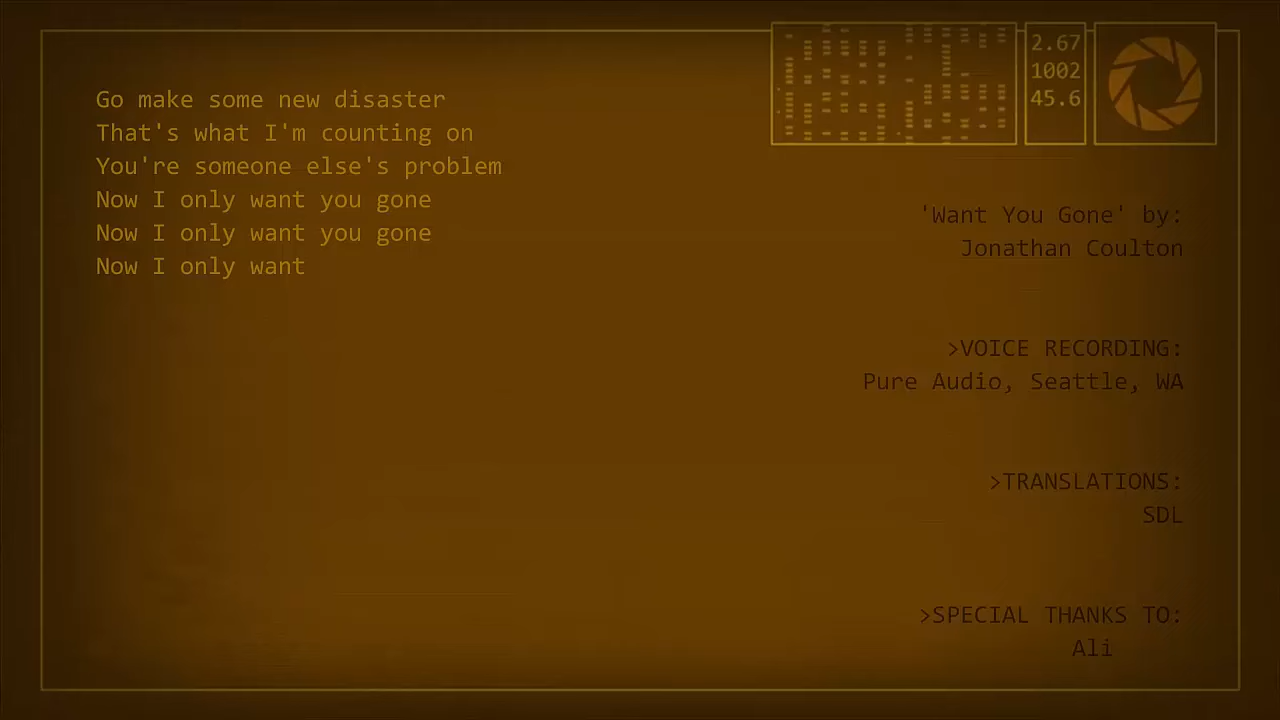 Go make some new disaster
That's what I'm counting on
You're someone else's problem
Now I only want you gone
Now I only want you gone
Now I only want
2.67
1002
45.6
'Want You Gone' by:
Jonathan Coulton
>VOICE RECORDING:
Pure Audio, Seattle, WA
>TRANSLATIONS:
SDL
>SPECIAL THANKS TO:
Ali